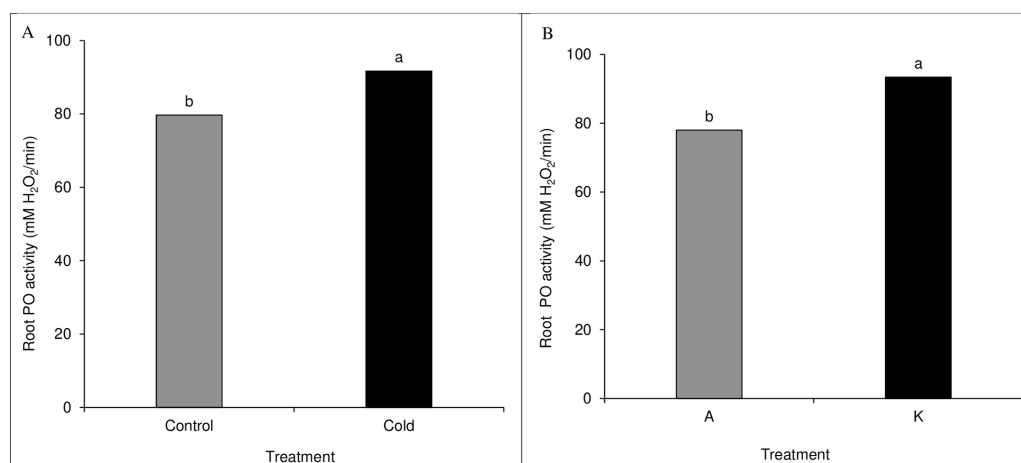 A
Root PO activity (mM H₂O₂/min)
100
80
60
40
20
0
b
a
Control
Cold
Treatment
B
Root PO activity (mM H₂O₂/min)
100
80
60
40
20
0
b
a
A
K
Treatment